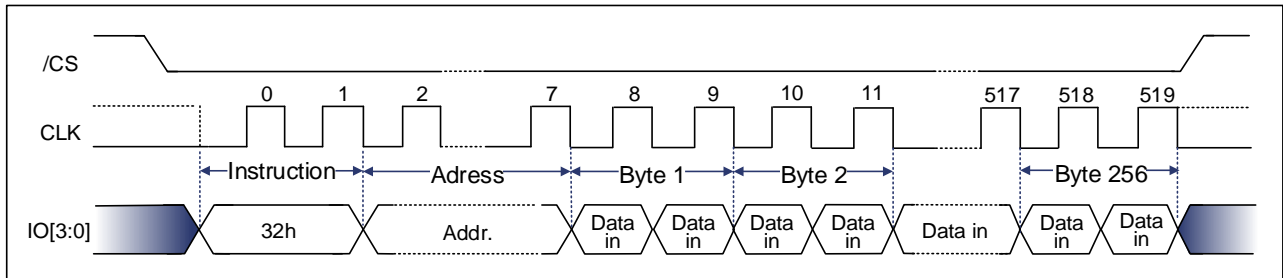 /CS
0 1 2 7 8 9 10 11 517 518 519
CLK
Instruction Adress Byte 1 Byte 2 Byte 256
IO[3:0] 32h Addr. Data in Data in Data in Data in Data in Data in Data in